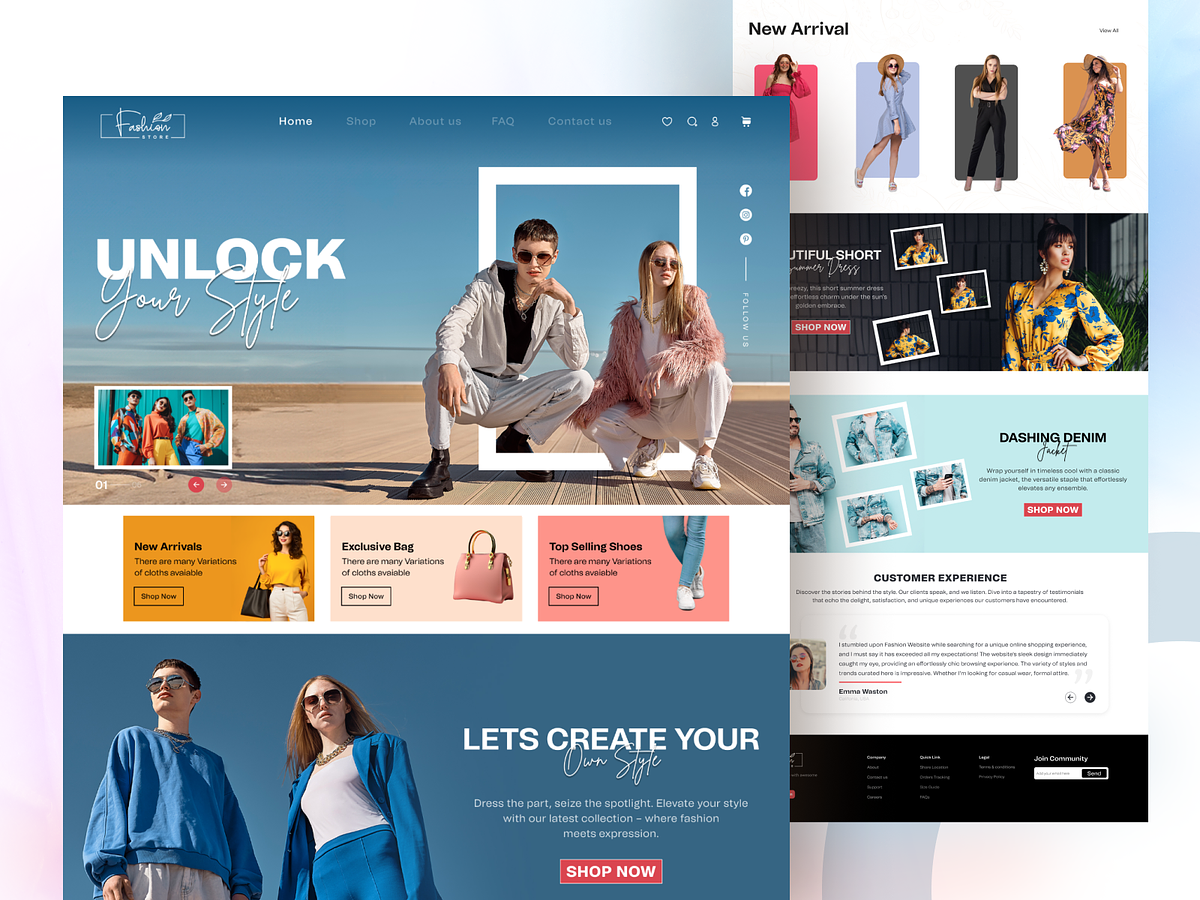 Fashion
STORE
Home
Shop
About us
FAQ
Contact us
UNLOCK
Your Style
FOLLOW US
01
New Arrivals
There are many Variations
of cloths avaiable
Shop Now
Exclusive Bag
There are many Variations
of cloths avaiable
Shop Now
Top Selling Shoes
There are many Variations
of cloths avaiable
Shop Now
LETS CREATE YOUR
Own Style
Dress the part, seize the spotlight. Elevate your style
with our latest collection – where fashion
meets expression.
SHOP NOW
New Arrival
View All
UTIFUL SHORT
ummer Dress
reezy, this short summer dress
effortless charm under the sun's
golden embrace.
SHOP NOW
DASHING DENIM
Jacket
Wrap yourself in timeless cool with a classic
denim jacket, the versatile staple that effortlessly
elevates any ensemble.
SHOP NOW
CUSTOMER EXPERIENCE
Discover the stories behind the style. Our clients speak, and we listen. Dive into a tapestry of testimonials
that echo the delight, satisfaction, and unique experiences our customers have encountered.
I stumbled upon Fashion Website while searching for a unique online shopping experience,
and I must say it has exceeded all my expectations! The website's sleek design immediately
caught my eye, providing an effortlessly chic browsing experience. The variety of styles and
trends curated here is impressive. Whether I'm looking for casual wear, formal attire.
Emma Waston
with awesome
Company
About
Contact us
Support
Careers
Quick Link
Share Location
Orders Tracking
Size Guide
FAQs
Legal
Terms & conditions
Privacy Policy
Join Community
Add your email here
Send